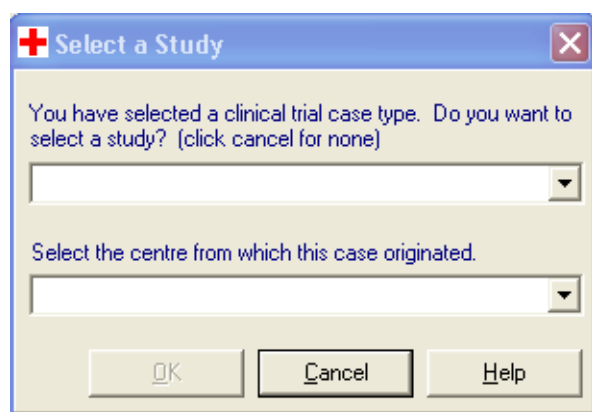 Select a Study
You have selected a clinical trial case type.  Do you want to
select a study?  (click cancel for none)
Select the centre from which this case originated.
OK Cancel Help